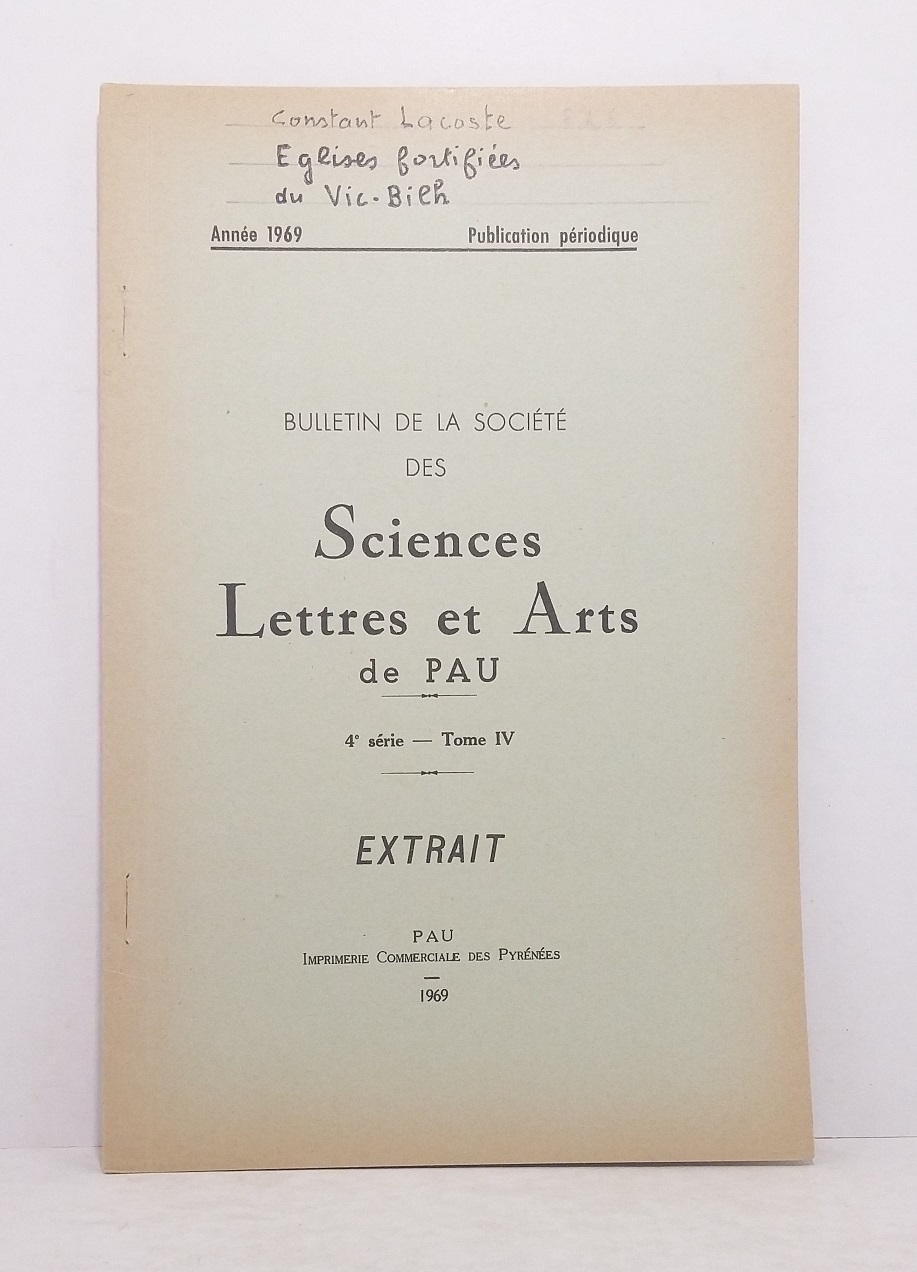 Constant Lacoste
Eglises fortifiées
du Vic-Bilh
Année 1969 Publication périodique
BULLETIN DE LA SOCIÉTÉ
DES
Sciences
Lettres et Arts
de PAU
4e série — Tome IV
EXTRAIT
PAU
IMPRIMERIE COMMERCIALE DES PYRÉNÉES
1969